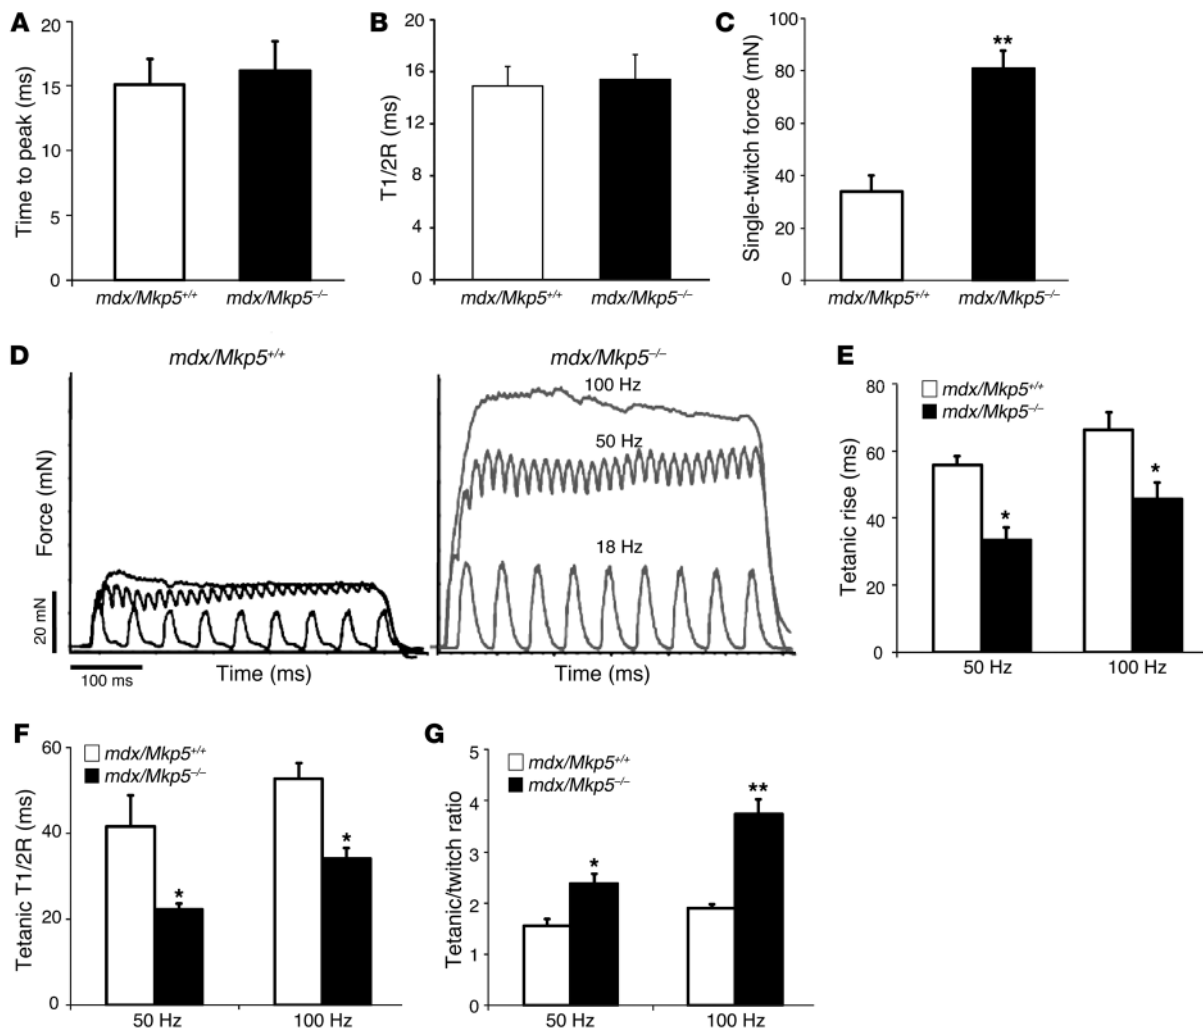 A
20
15
10
5
0
Time to peak (ms)
mdx/Mkp5+/+
mdx/Mkp5–/–
B
20
16
12
8
4
0
T1/2R (ms)
mdx/Mkp5+/+
mdx/Mkp5–/–
C
100
80
60
40
20
0
Single-twitch force (mN)
**
mdx/Mkp5+/+
mdx/Mkp5–/–
D
mdx/Mkp5+/+
mdx/Mkp5–/–
100 Hz
50 Hz
18 Hz
Force (mN)
20 mN
100 ms
Time (ms)
Time (ms)
E
mdx/Mkp5+/+
mdx/Mkp5–/–
80
60
40
20
0
Tetanic rise (ms)
*
*
50 Hz
100 Hz
F
mdx/Mkp5+/+
mdx/Mkp5–/–
60
40
20
0
Tetanic T1/2R (ms)
*
*
50 Hz
100 Hz
G
mdx/Mkp5+/+
mdx/Mkp5–/–
5
4
3
2
1
0
Tetanic/twitch ratio
*
**
50 Hz
100 Hz